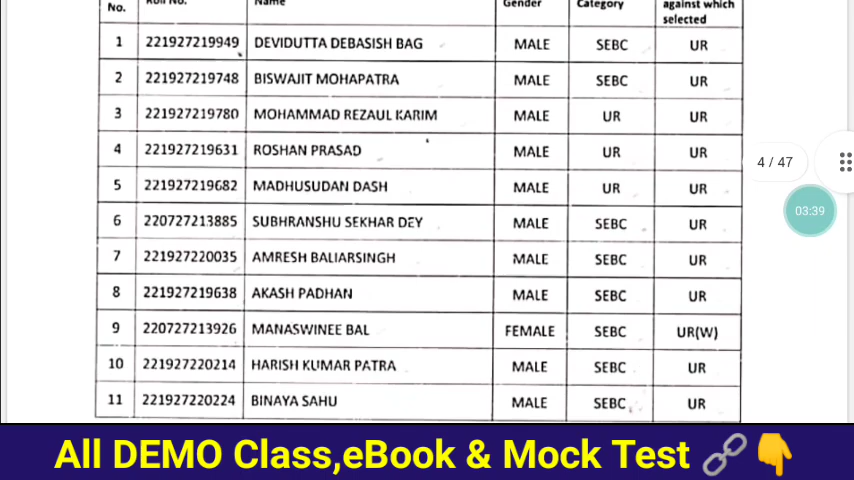 No. Roll No. Name Gender Category against which selected
1 221927219949 DEVIDUTTA DEBASISH BAG MALE SEBC UR
2 221927219748 BISWAJIT MOHAPATRA MALE SEBC UR
3 221927219780 MOHAMMAD REZAUL KARIM MALE UR UR
4 221927219631 ROSHAN PRASAD MALE UR UR
5 221927219682 MADHUSUDAN DASH MALE UR UR
6 220727213885 SUBHRANSHU SEKHAR DEY MALE SEBC UR
7 221927220035 AMRESH BALIARSINGH MALE SEBC UR
8 221927219638 AKASH PADHAN MALE SEBC UR
9 220727213926 MANASWINEE BAL FEMALE SEBC UR(W)
10 221927220214 HARISH KUMAR PATRA MALE SEBC UR
11 221927220224 BINAYA SAHU MALE SEBC UR
4 / 47
03:39
All DEMO Class,eBook & Mock Test